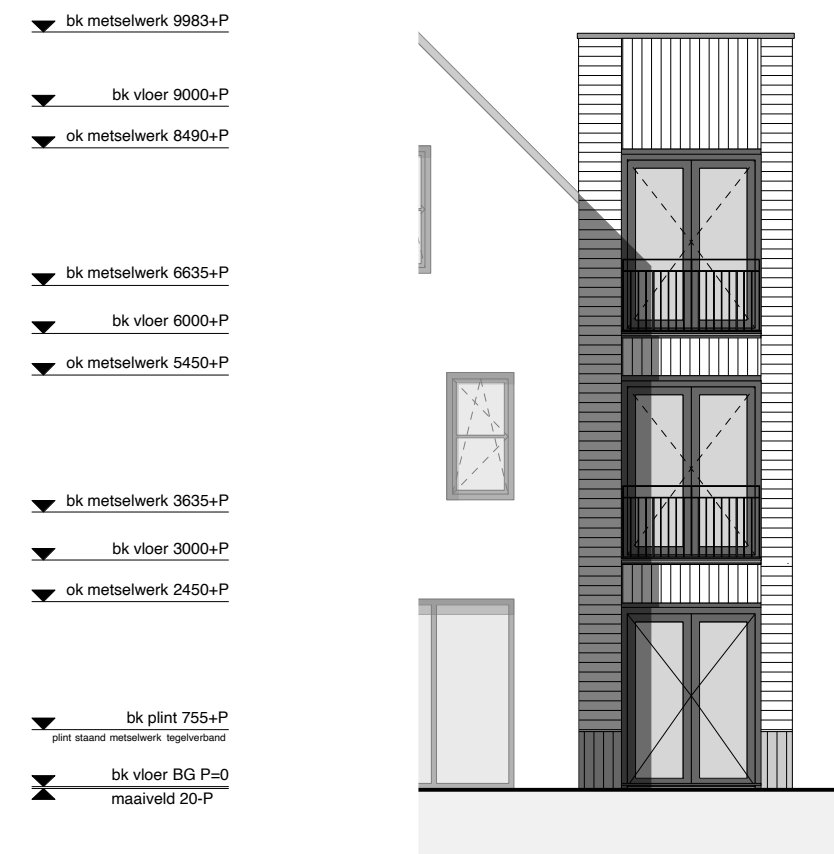 bk metselwerk 9983+P
bk vloer 9000+P
ok metselwerk 8490+P
bk metselwerk 6635+P
bk vloer 6000+P
ok metselwerk 5450+P
bk metselwerk 3635+P
bk vloer 3000+P
ok metselwerk 2450+P
bk plint 755+P
plint staand metselwerk tegelverband
bk vloer BG P=0
maaiveld 20-P